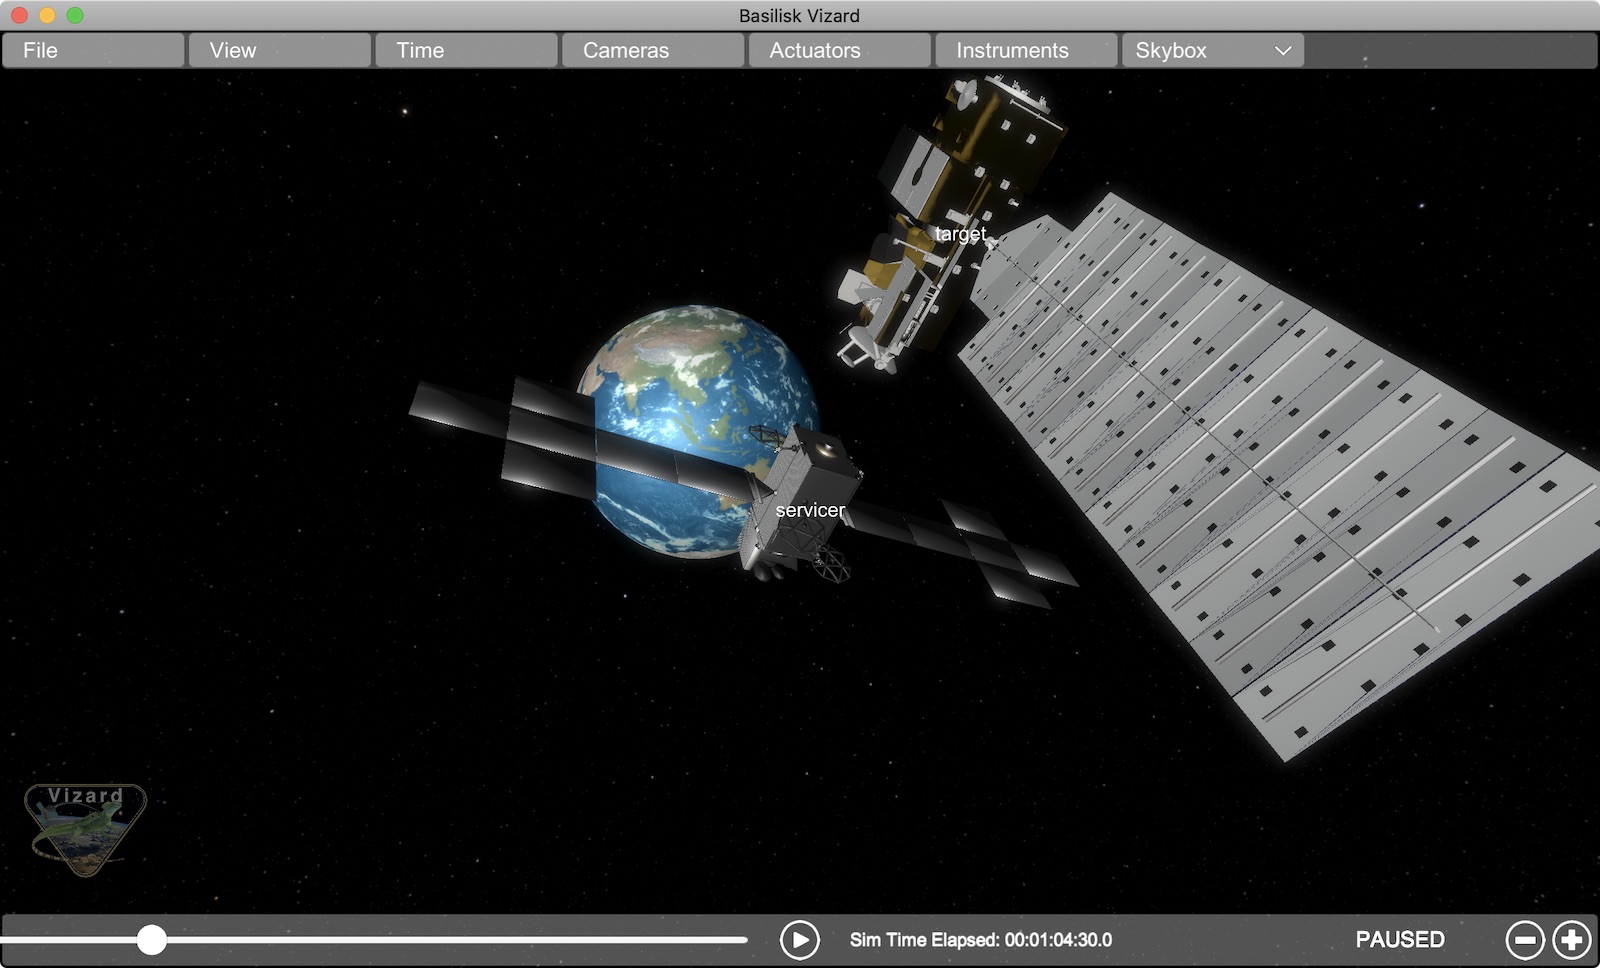 Basilisk Vizard
File View Time Cameras Actuators Instruments Skybox
target
servicer
Vizard
Sim Time Elapsed: 00:01:04:30.0 PAUSED